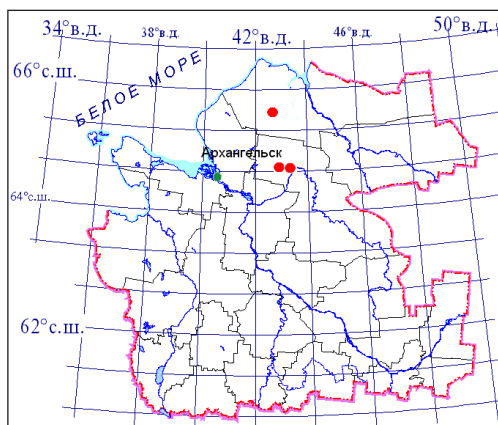 34°в.д.
38°в.д.
42°в.д.
46°в.д.
50°в.д.
66°с.ш.
БЕЛОЕ МОРЕ
Архангельск
64°с.ш.
62°с.ш.